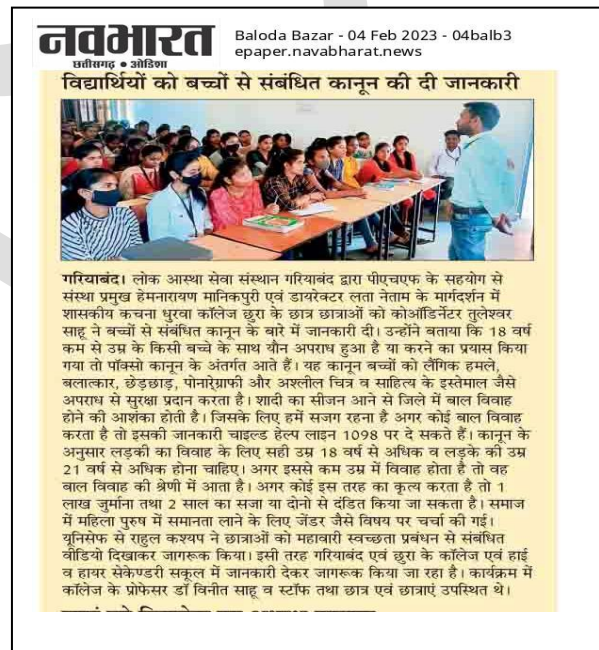 नवभारत
छत्तीसगढ़ • ओडिशा
Baloda Bazar - 04 Feb 2023 - 04balb3
epaper.navabharat.news
विद्यार्थियों को बच्चों से संबंधित कानून की दी जानकारी
गरियाबंद। लोक आस्था सेवा संस्थान गरियाबंद द्वारा पीएचएफ के सहयोग से
संस्था प्रमुख हेमनारायण मानिकपुरी एवं डायरेक्टर लता नेताम के मार्गदर्शन में
शासकीय कचना धुरवा कॉलेज छुरा के छात्र छात्राओं को कोऑर्डिनेटर तुलेश्वर
साहू ने बच्चों से संबंधित कानून के बारे में जानकारी दी। उन्होंने बताया कि 18 वर्ष
कम से उम्र के किसी बच्चे के साथ यौन अपराध हुआ है या करने का प्रयास किया
गया तो पॉक्सो कानून के अंतर्गत आते हैं। यह कानून बच्चों को लैंगिक हमले,
बलात्कार, छेड़छाड़, पोनारे्ग्राफी और अश्लील चित्र व साहित्य के इस्तेमाल जैसे
अपराध से सुरक्षा प्रदान करता है। शादी का सीजन आने से जिले में बाल विवाह
होने की आशंका होती है। जिसके लिए हमें सजग रहना है अगर कोई बाल विवाह
करता है तो इसकी जानकारी चाइल्ड हेल्प लाइन 1098 पर दे सकते हैं। कानून के
अनुसार लड़की का विवाह के लिए सही उम्र 18 वर्ष से अधिक व लड़के की उम्र
21 वर्ष से अधिक होना चाहिए। अगर इससे कम उम्र में विवाह होता है तो वह
बाल विवाह की श्रेणी में आता है। अगर कोई इस तरह का कृत्य करता है तो 1
लाख जुर्माना तथा 2 साल का सजा या दोनो से दंडित किया जा सकता है। समाज
में महिला पुरुष में समानता लाने के लिए जेंडर जैसे विषय पर चर्चा की गई।
यूनिसेफ से राहुल कश्यप ने छात्राओं को महावारी स्वच्छता प्रबंधन से संबंधित
वीडियो दिखाकर जागरूक किया। इसी तरह गरियाबंद एवं छुरा के कॉलेज एवं हाई
व हायर सेकेण्डरी सकूल में जानकारी देकर जागरूक किया जा रहा है। कार्यक्रम में
कॉलेज के प्रोफेसर डॉ विनीत साहू व स्टॉफ तथा छात्र एवं छात्राएं उपस्थित थे।